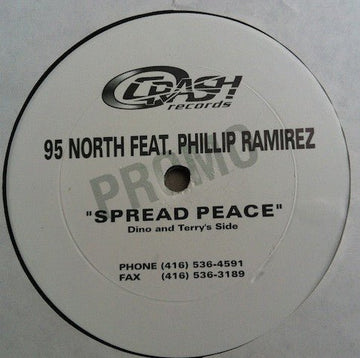 CRASH
records
95 NORTH FEAT. PHILLIP RAMIREZ
PROMO
"SPREAD PEACE"
Dino and Terry's Side
PHONE (416) 536-4591
FAX (416) 536-3189